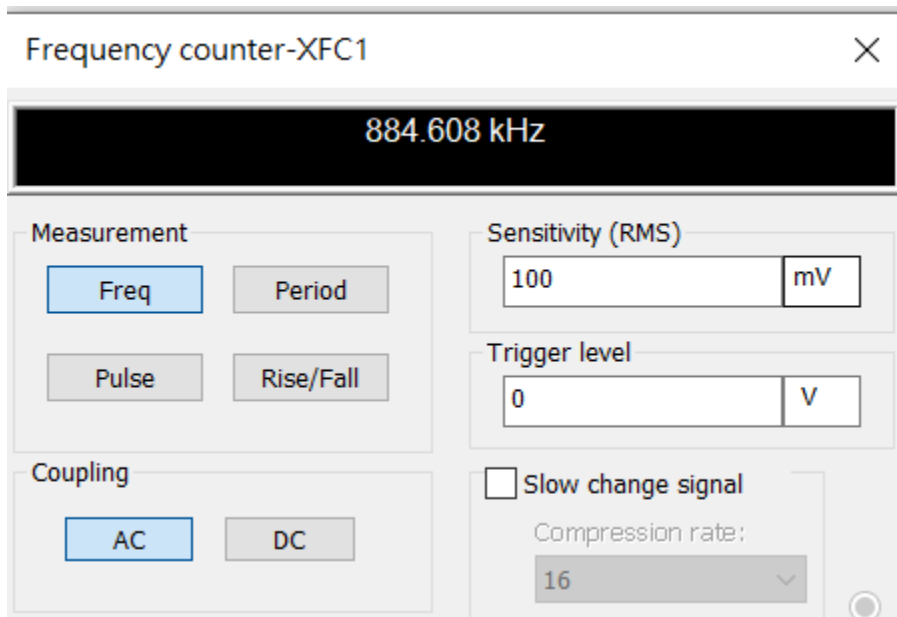 Frequency counter-XFC1
884.608 kHz
Measurement
Freq
Period
Pulse
Rise/Fall
Sensitivity (RMS)
100
mV
Trigger level
0
V
Coupling
AC
DC
Slow change signal
Compression rate:
16